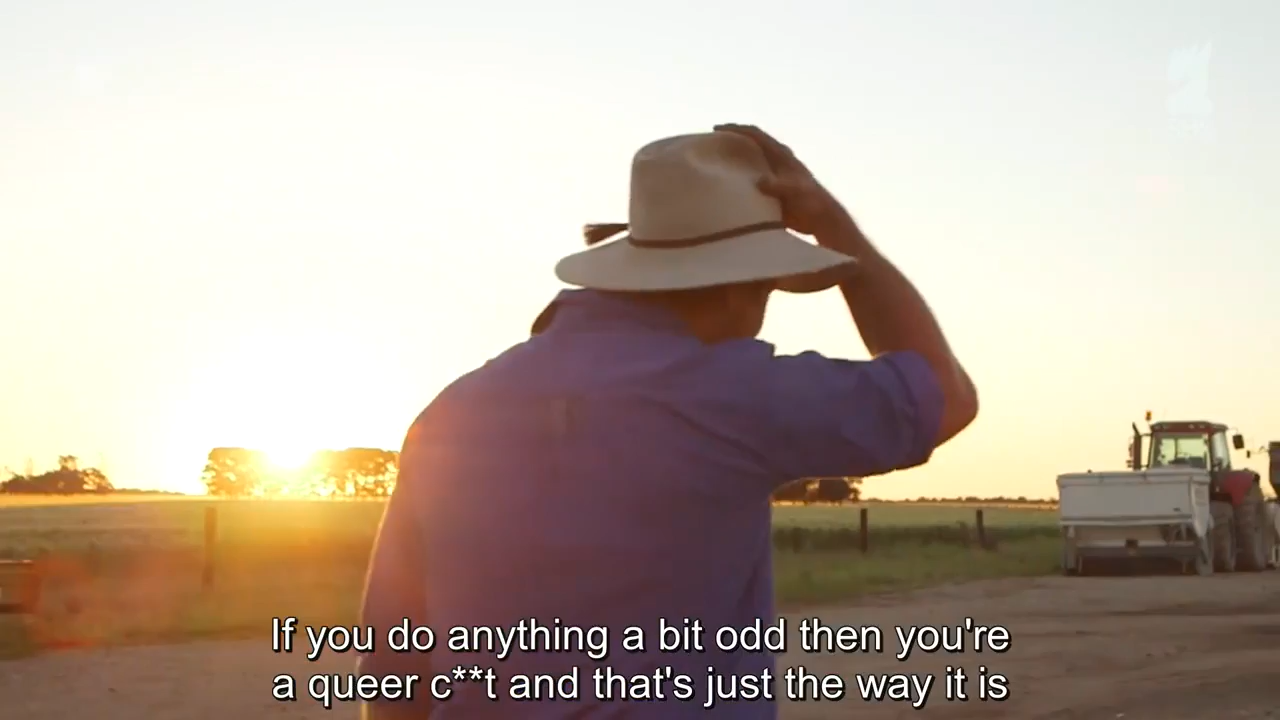 If you do anything a bit odd then you're
a queer c**t and that's just the way it is